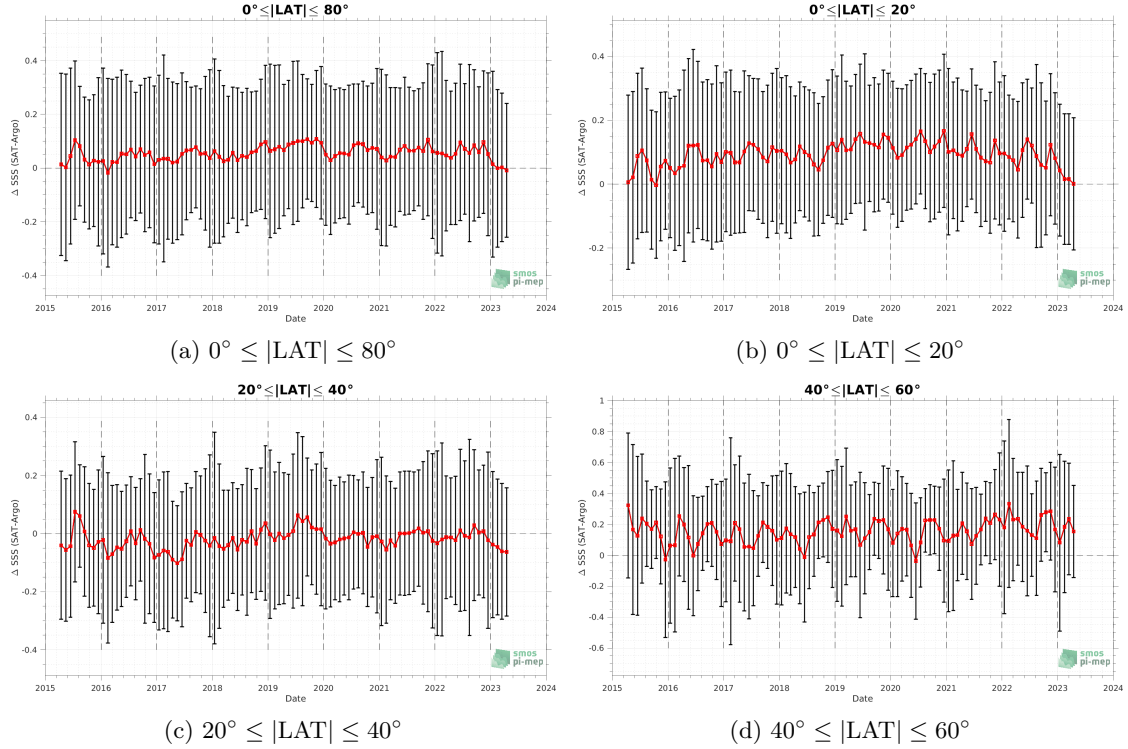 0°≤|LAT|≤ 80°
Δ SSS (SAT-Argo)
0.4
0.2
0
-0.2
-0.4
2015 2016 2017 2018 2019 2020 2021 2022 2023 2024
Date
smos
pi-mep
(a) 0° ≤ |LAT| ≤ 80°
0°≤|LAT|≤ 20°
Δ SSS (SAT-Argo)
0.4
0.2
0
-0.2
2015 2016 2017 2018 2019 2020 2021 2022 2023 2024
Date
smos
pi-mep
(b) 0° ≤ |LAT| ≤ 20°
20°≤|LAT|≤ 40°
Δ SSS (SAT-Argo)
0.4
0.2
0
-0.2
-0.4
2015 2016 2017 2018 2019 2020 2021 2022 2023 2024
Date
smos
pi-mep
(c) 20° ≤ |LAT| ≤ 40°
40°≤|LAT|≤ 60°
Δ SSS (SAT-Argo)
1
0.8
0.6
0.4
0.2
0
-0.2
-0.4
-0.6
2015 2016 2017 2018 2019 2020 2021 2022 2023 2024
Date
smos
pi-mep
(d) 40° ≤ |LAT| ≤ 60°